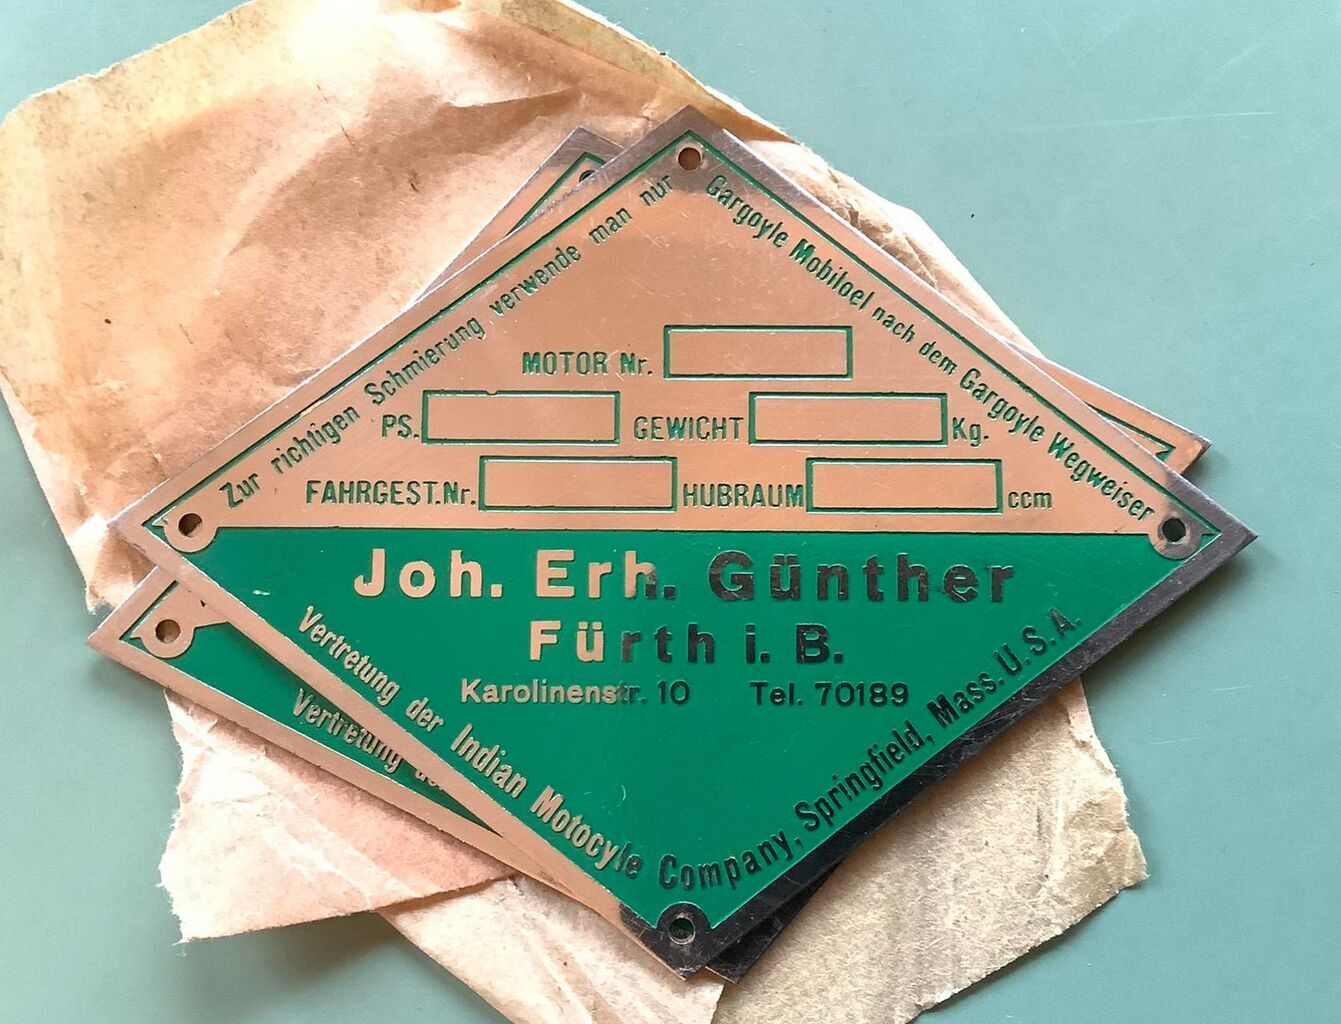 Zur richtigen Schmierung verwende man nur Gargoyle Mobiloel nach dem Gargoyle Wegweiser
MOTOR Nr.
PS. GEWICHT Kg.
FAHRGEST.Nr. HUBRAUM ccm
Joh. Erh. Günther
Fürth i. B.
Karolinenstr. 10 Tel. 70189
Vertretung der Indian Motocyle Company, Springfield, Mass. U. S. A.
Vertretung